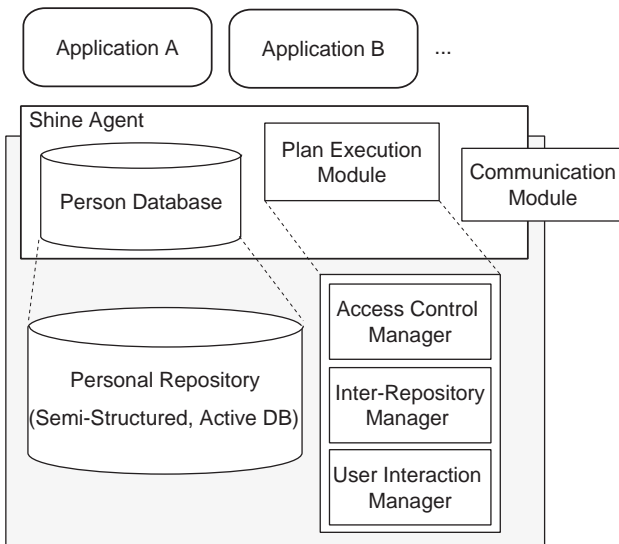 Application A
Application B
...
Shine Agent
Person Database
Plan Execution
Module
Communication
Module
Personal Repository
(Semi-Structured, Active DB)
Access Control
Manager
Inter-Repository
Manager
User Interaction
Manager